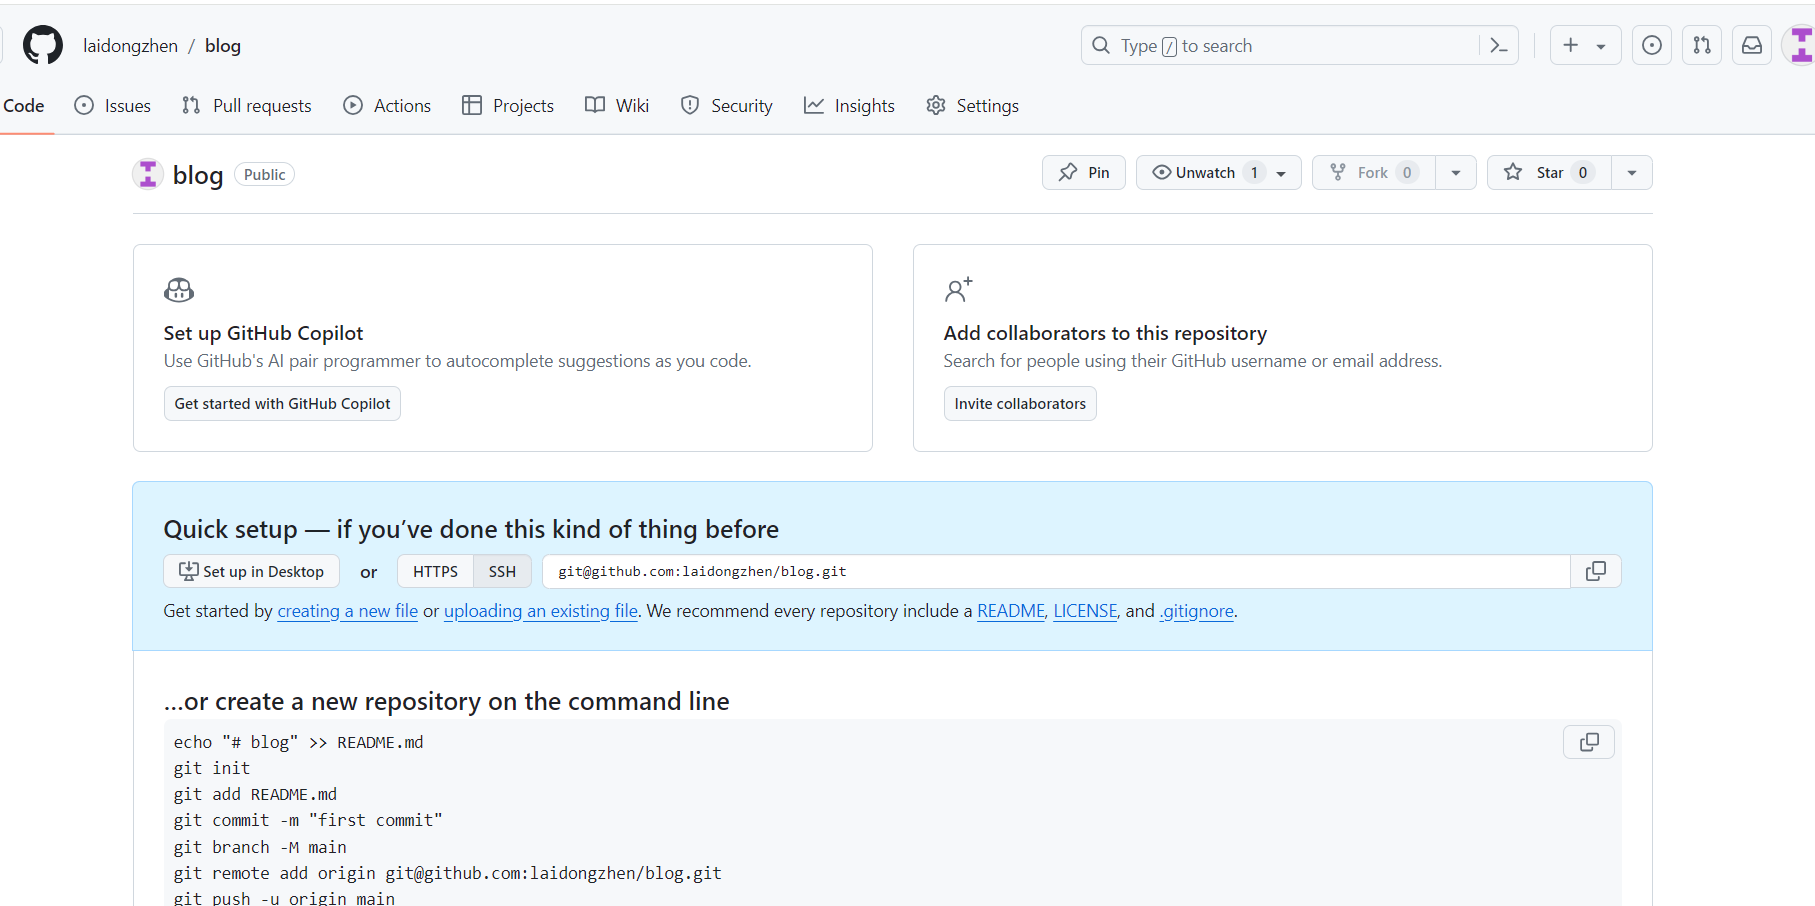 laidongzhen / blog
Type / to search
Code Issues Pull requests Actions Projects Wiki Security Insights Settings
blog Public
Pin Unwatch 1 Fork 0 Star 0
Set up GitHub Copilot
Use GitHub's AI pair programmer to autocomplete suggestions as you code.
Get started with GitHub Copilot
Add collaborators to this repository
Search for people using their GitHub username or email address.
Invite collaborators
Quick setup — if you’ve done this kind of thing before
Set up in Desktop or HTTPS SSH git@github.com:laidongzhen/blog.git
Get started by creating a new file or uploading an existing file. We recommend every repository include a README, LICENSE, and .gitignore.
…or create a new repository on the command line
echo "# blog" >> README.md
git init
git add README.md
git commit -m "first commit"
git branch -M main
git remote add origin git@github.com:laidongzhen/blog.git
git push -u origin main